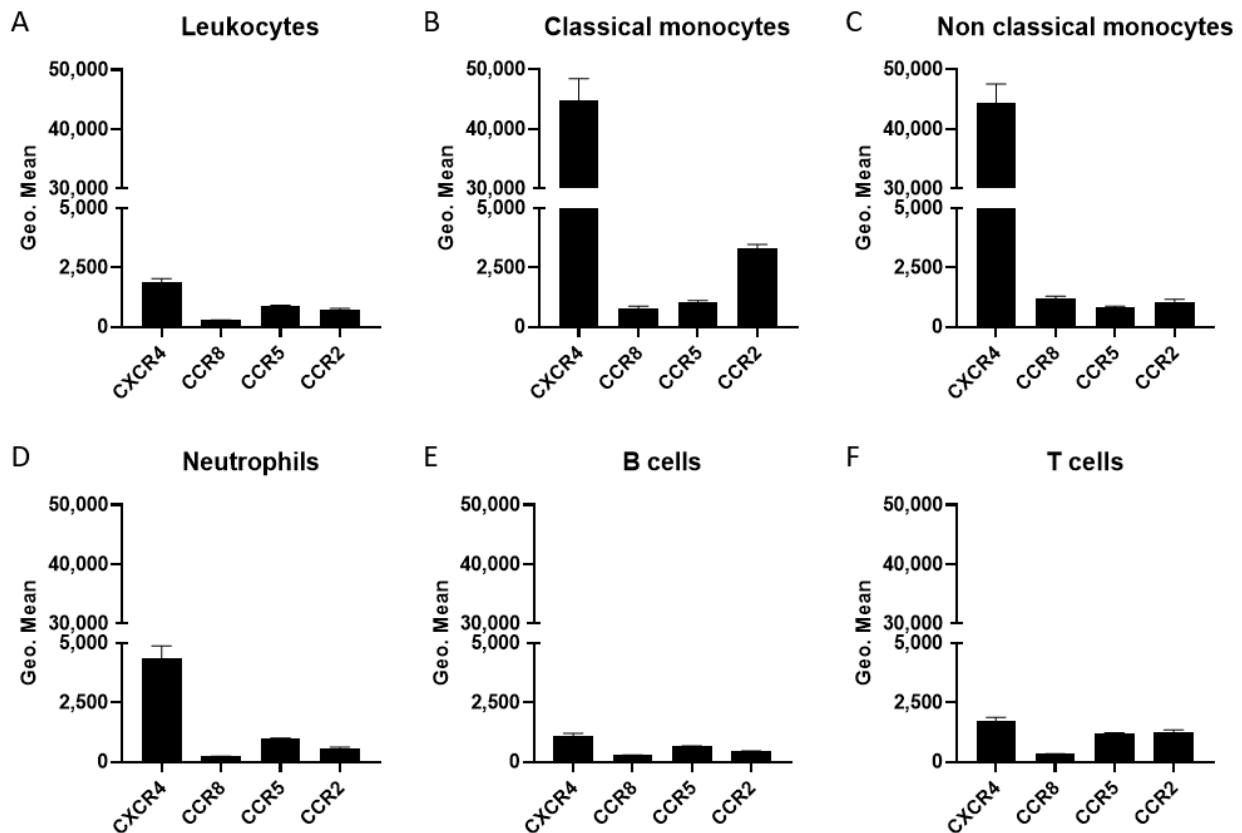 A Leukocytes
50,000
40,000
30,000
5,000
2,500
0
Geo. Mean
CXCR4
CCR8
CCR5
CCR2
B Classical monocytes
50,000
40,000
30,000
5,000
2,500
0
Geo. Mean
CXCR4
CCR8
CCR5
CCR2
C Non classical monocytes
50,000
40,000
30,000
5,000
2,500
0
Geo. Mean
CXCR4
CCR8
CCR5
CCR2
D Neutrophils
50,000
40,000
30,000
5,000
2,500
0
Geo. Mean
CXCR4
CCR8
CCR5
CCR2
E B cells
50,000
40,000
30,000
5,000
2,500
0
Geo. Mean
CXCR4
CCR8
CCR5
CCR2
F T cells
50,000
40,000
30,000
5,000
2,500
0
Geo. Mean
CXCR4
CCR8
CCR5
CCR2